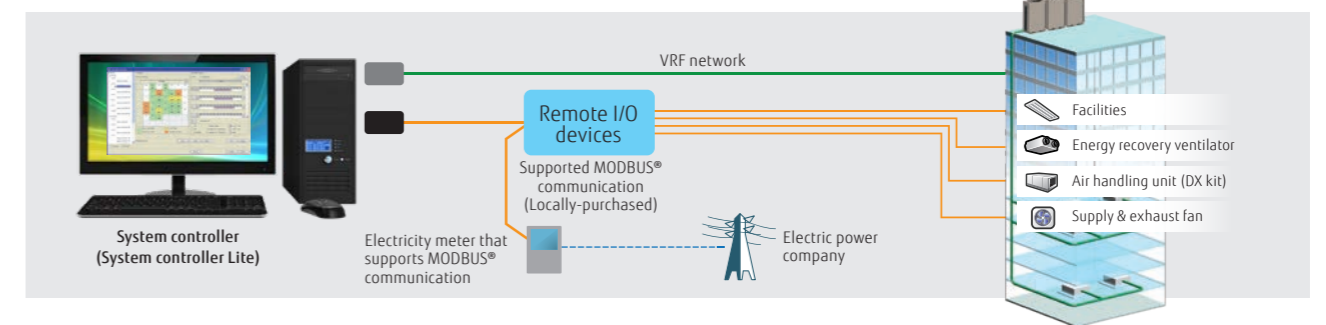 VRF network
Remote I/O
devices
Supported MODBUS®
communication
(Locally-purchased)
Facilities
Energy recovery ventilator
Air handling unit (DX kit)
Supply & exhaust fan
System controller
(System controller Lite)
Electricity meter that
supports MODBUS®
communication
Electric power
company